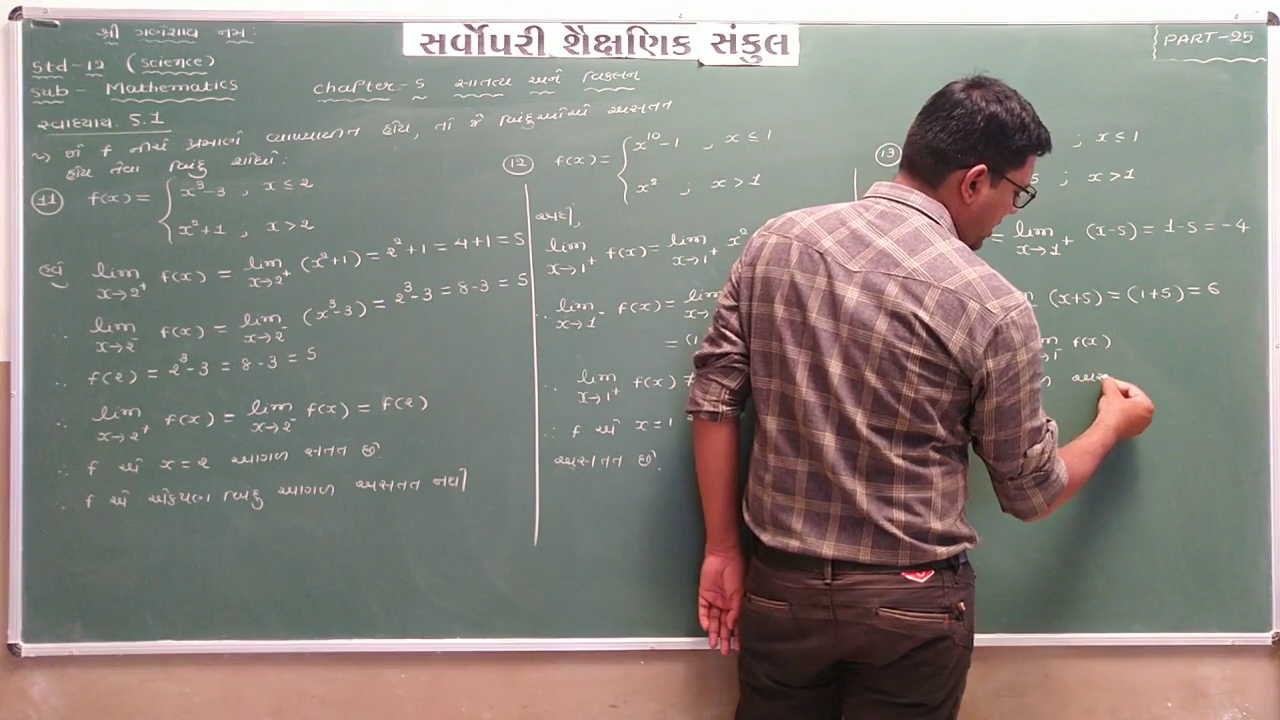 શ્રી ગણેશાય નમઃ
સર્વોપરી શૈક્ષણિક સંકુલ
PART-25
Std-12 (Science)
Sub - Mathematics
Chapter-5 સાતત્ય અને વિકલન
સ્વાધ્યાય 5.1
f નીચે પ્રમાણે વ્યાખ્યાયીત હોય, તો જે બિંદુઓએ અસતત
હોય તેવા બિંદુ શોધો:
(11) f(x) = { x³-3 , x ≤ 2
x²+1 , x > 2
હવે lim x→2⁺ f(x) = lim x→2⁺ (x²+1) = 2²+1 = 4+1 = 5
∴ lim x→2⁻ f(x) = lim x→2⁻ (x³-3) = 2³-3 = 8-3 = 5
∴ f(2) = 2³-3 = 8-3 = 5
∴ lim x→2⁺ f(x) = lim x→2⁻ f(x) = f(2)
∴ f એ x = 2 આગળ સતત છે
∴ f એ એકપણ બિંદુ આગળ અસતત નથી
(12) f(x) = { x¹⁰-1 , x ≤ 1
x² ; x > 1
અહીં,
lim x→1⁺ f(x) = lim x→1⁺ x²
∴ lim x→1⁻ f(x) = lim
= (1
∴ lim x→1⁺ f(x) ≠
∴ f એ x = 1
અસતત છે.
(13) ; x ≤ 1
5 ; x > 1
= lim x→1⁺ (x-5) = 1-5 = -4
(x+5) = (1+5) = 6
f(x)